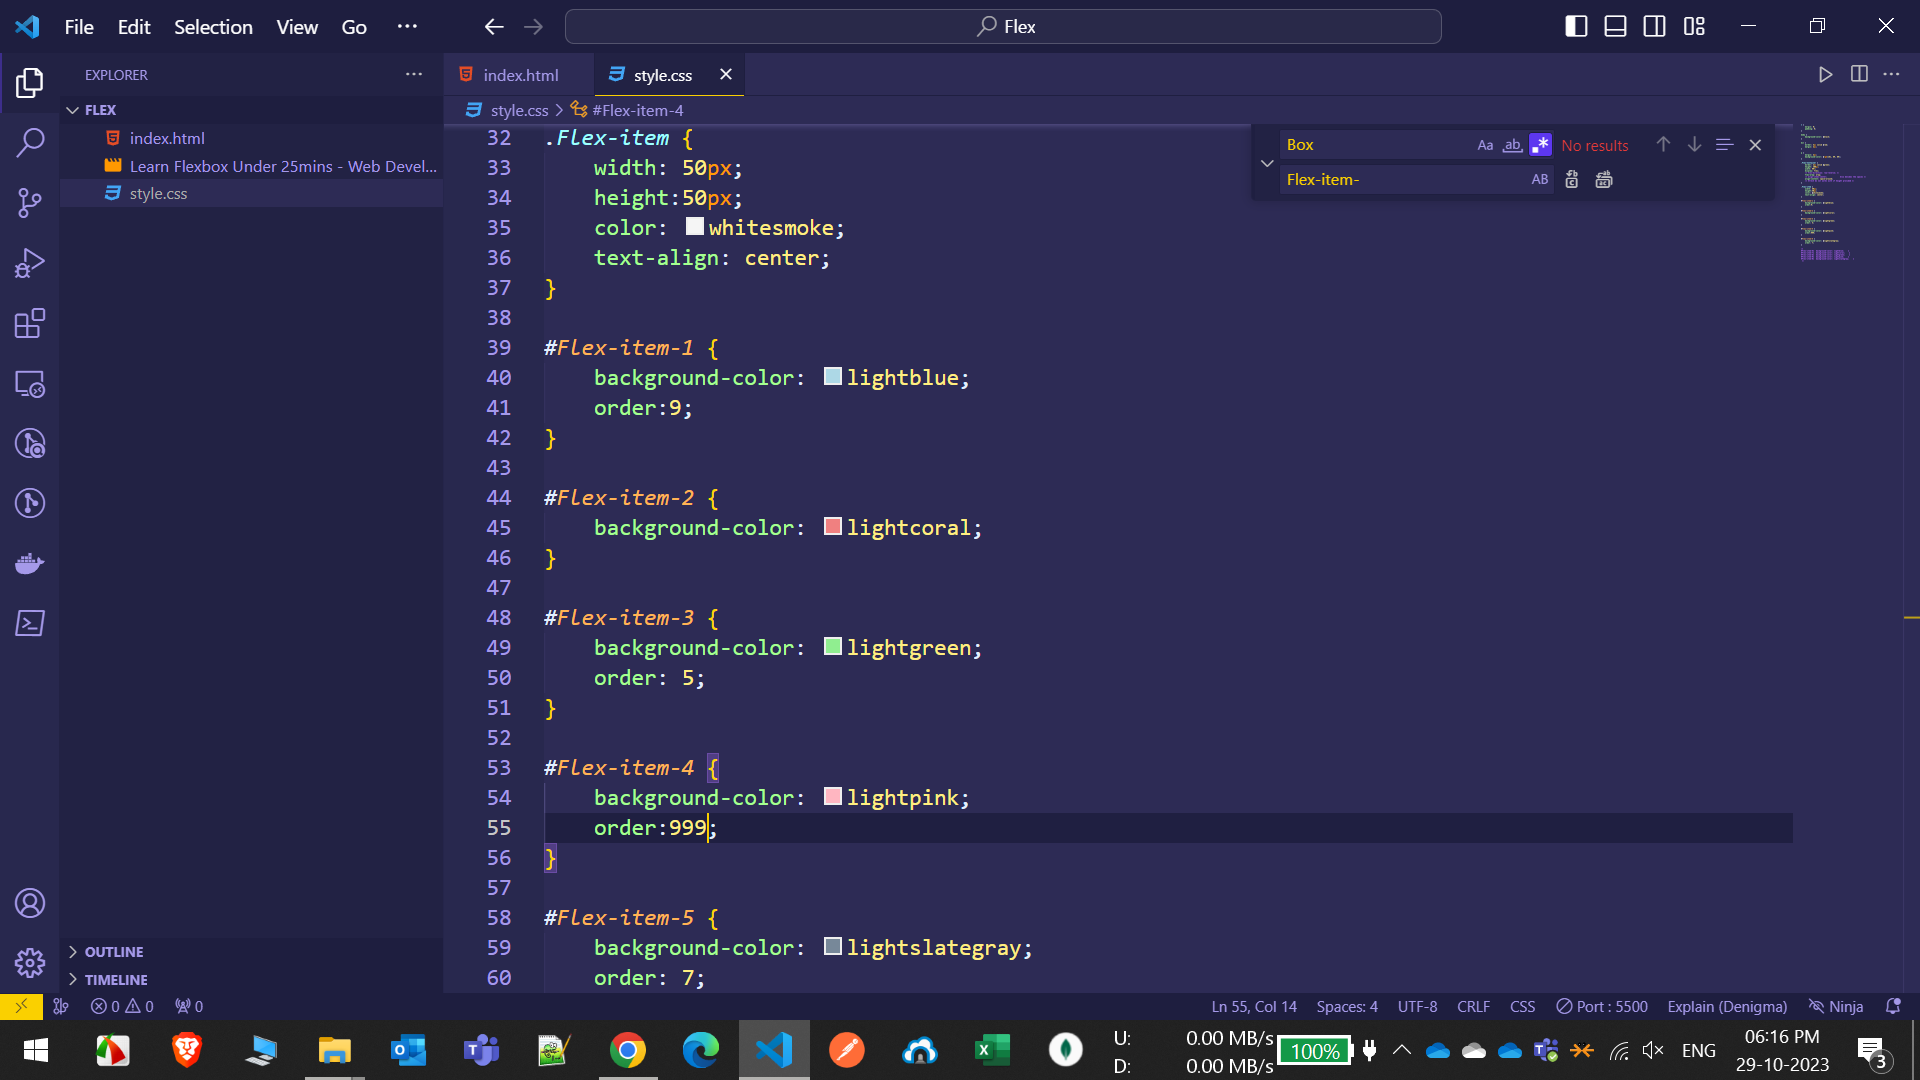 File Edit Selection View Go ···
Flex
EXPLORER
FLEX
index.html
Learn Flexbox Under 25mins - Web Devel...
style.css
OUTLINE
TIMELINE
index.html
style.css
style.css > #Flex-item-4
Box
Aa
ab
No results
Flex-item-
AB
32 .Flex-item {
33 width: 50px;
34 height:50px;
35 color: whitesmoke;
36 text-align: center;
37 }
38
39 #Flex-item-1 {
40 background-color: lightblue;
41 order:9;
42 }
43
44 #Flex-item-2 {
45 background-color: lightcoral;
46 }
47
48 #Flex-item-3 {
49 background-color: lightgreen;
50 order: 5;
51 }
52
53 #Flex-item-4 {
54 background-color: lightpink;
55 order:999;
56 }
57
58 #Flex-item-5 {
59 background-color: lightslategray;
60 order: 7;
0 0 0
Ln 55, Col 14 Spaces: 4 UTF-8 CRLF CSS Port : 5500 Explain (Denigma) Ninja
U: 0.00 MB/s
D: 0.00 MB/s
100%
ENG
06:16 PM
29-10-2023
3